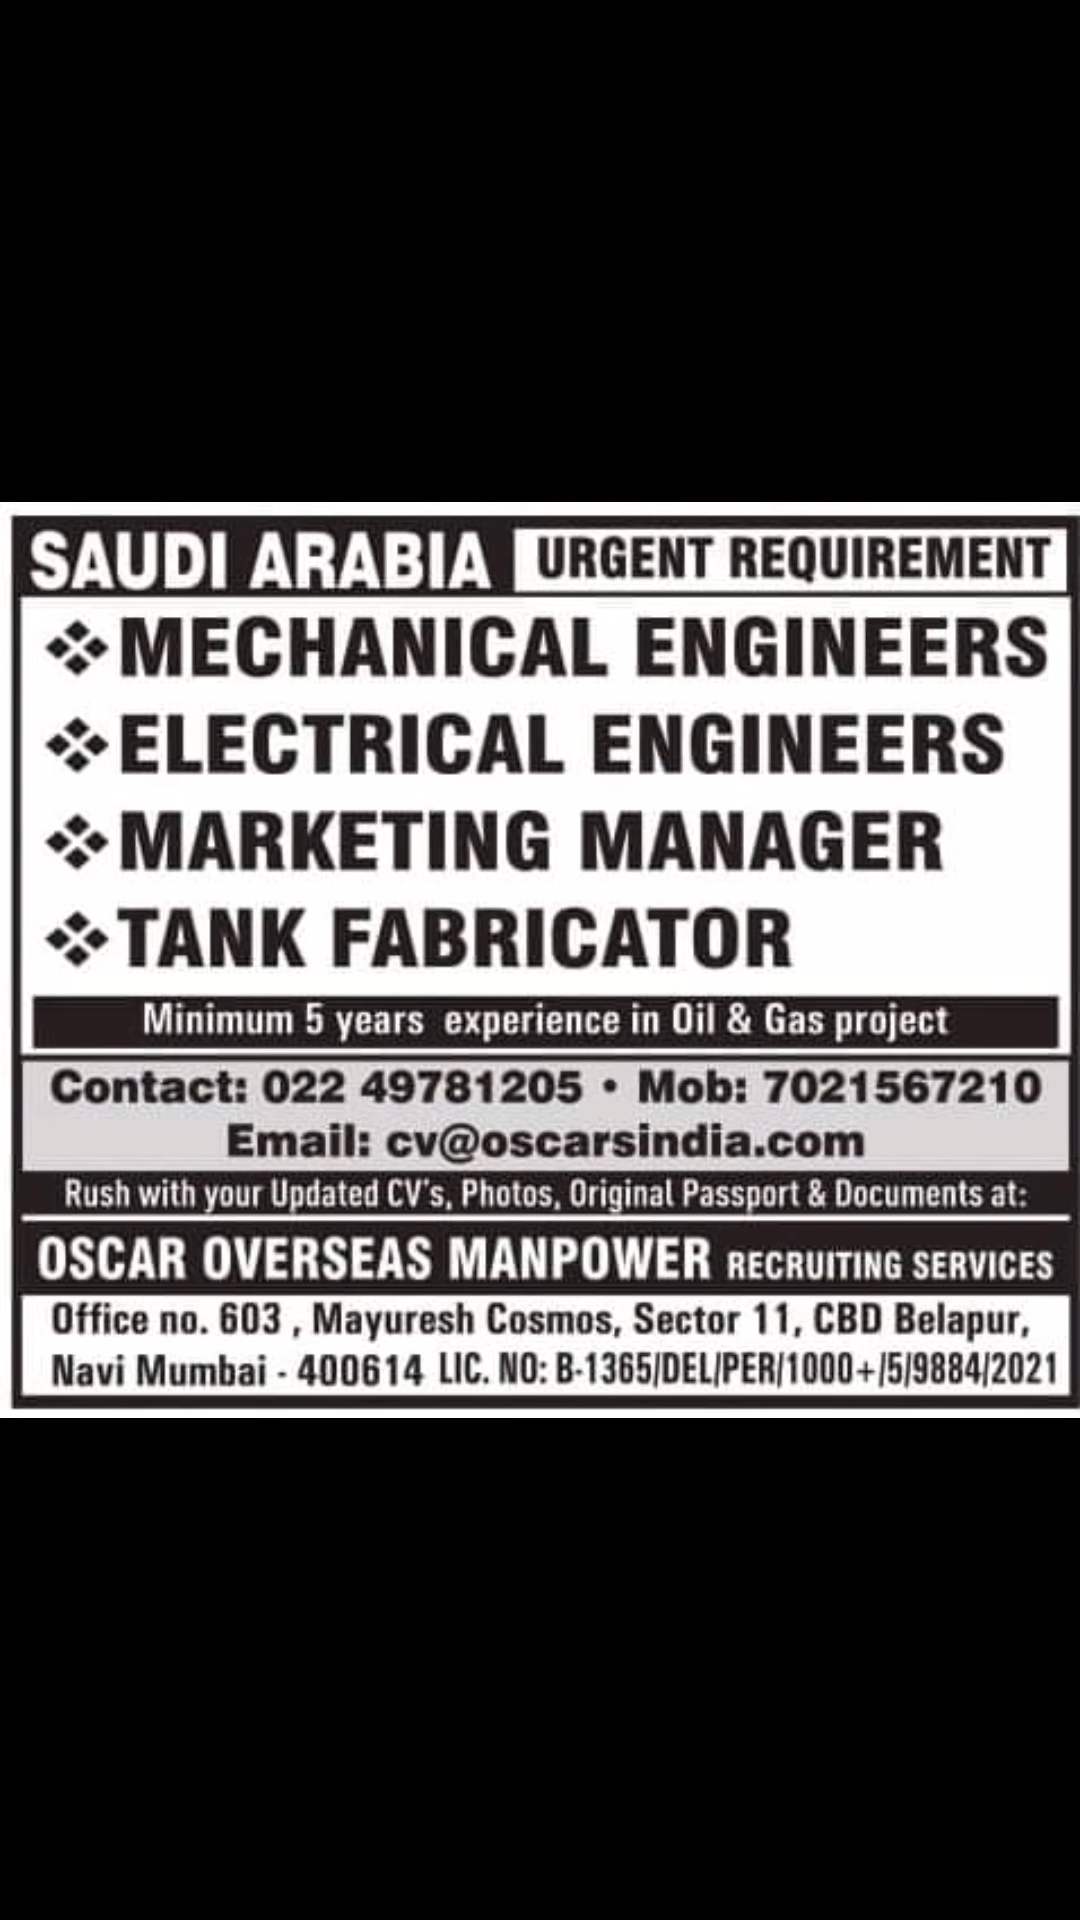 SAUDI ARABIA URGENT REQUIREMENT
❖ MECHANICAL ENGINEERS
❖ ELECTRICAL ENGINEERS
❖ MARKETING MANAGER
❖ TANK FABRICATOR
Minimum 5 years experience in Oil & Gas project
Contact: 022 49781205 • Mob: 7021567210
Email: cv@oscarsindia.com
Rush with your Updated CV's, Photos, Original Passport & Documents at:
OSCAR OVERSEAS MANPOWER RECRUITING SERVICES
Office no. 603 , Mayuresh Cosmos, Sector 11, CBD Belapur,
Navi Mumbai - 400614 LIC. NO: B-1365/DEL/PER/1000+/5/9884/2021